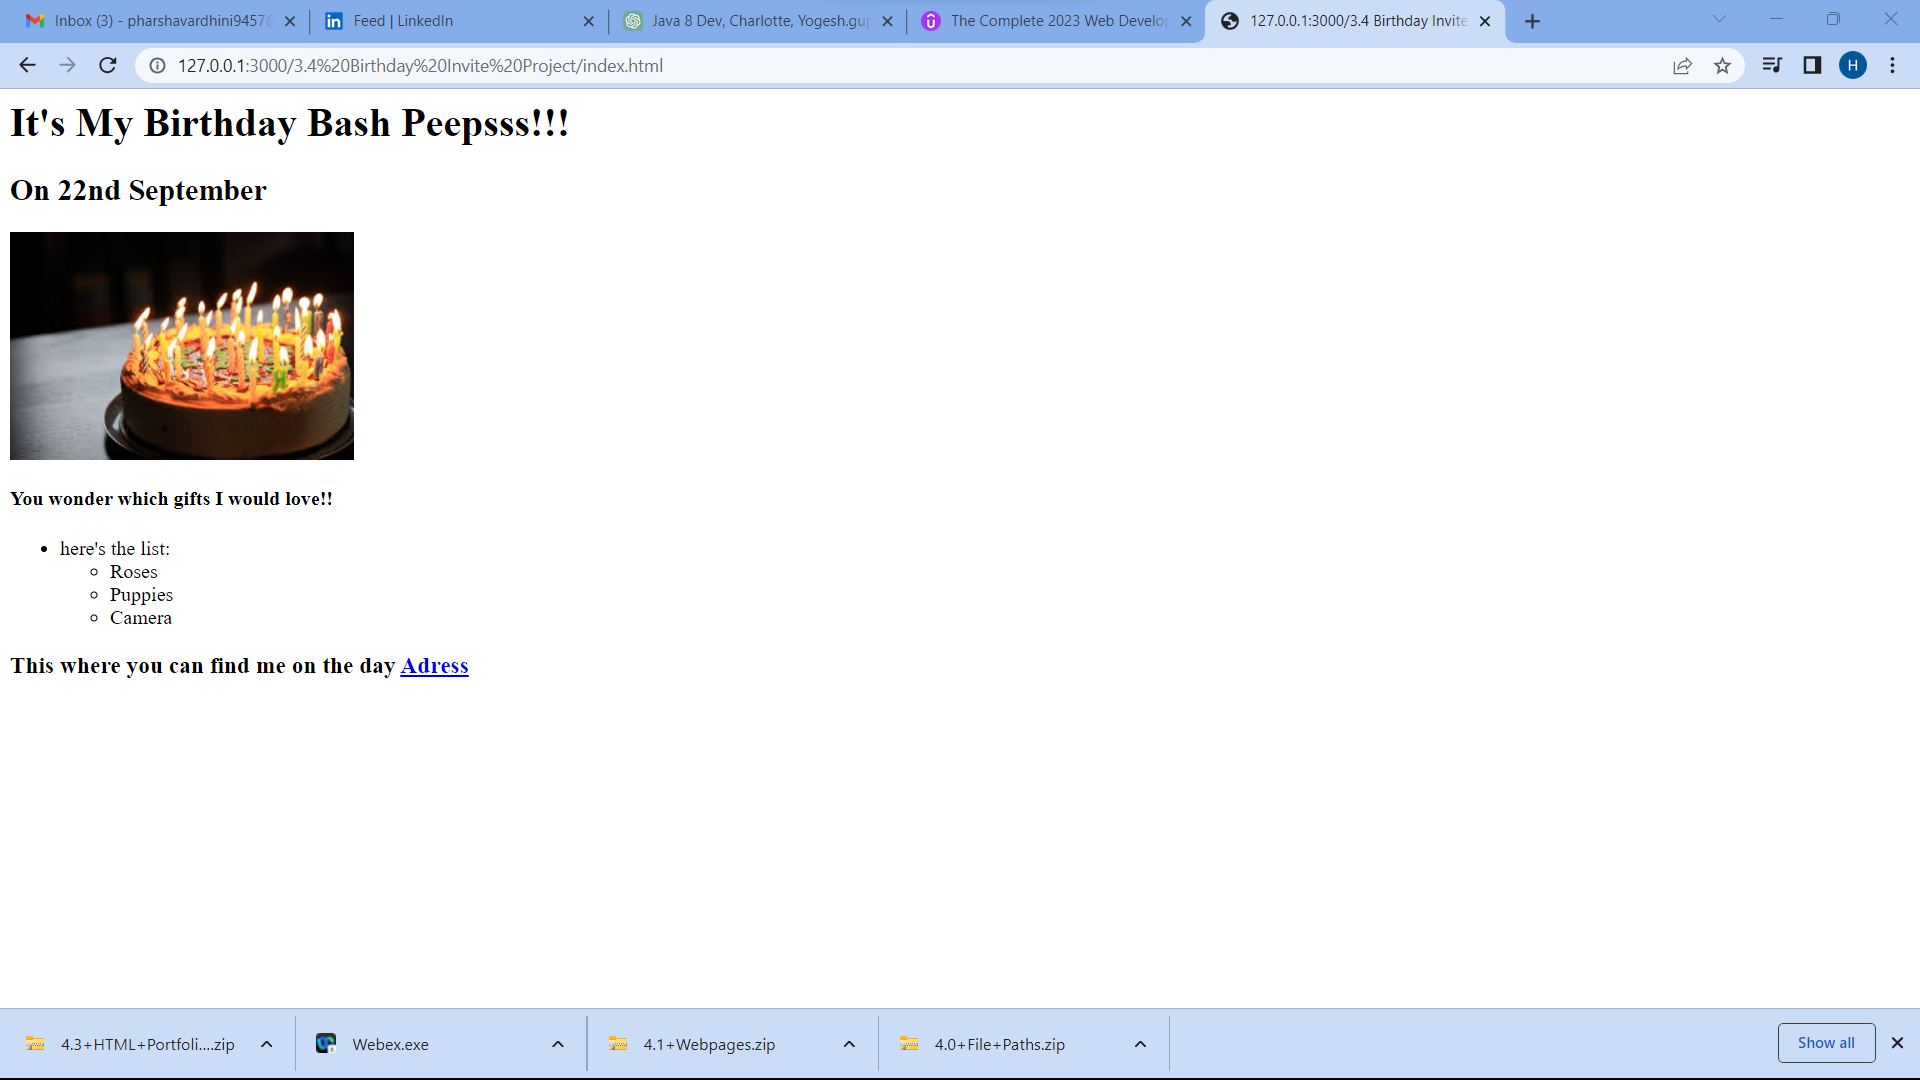 Inbox (3) - pharshavardhini9457@
Feed | LinkedIn
Java 8 Dev, Charlotte, Yogesh.gup
The Complete 2023 Web Develop
127.0.0.1:3000/3.4 Birthday Invite
127.0.0.1:3000/3.4%20Birthday%20Invite%20Project/index.html
H
It's My Birthday Bash Peepsss!!!
On 22nd September
You wonder which gifts I would love!!
here's the list:
Roses
Puppies
Camera
This where you can find me on the day Adress
4.3+HTML+Portfoli....zip
Webex.exe
4.1+Webpages.zip
4.0+File+Paths.zip
Show all